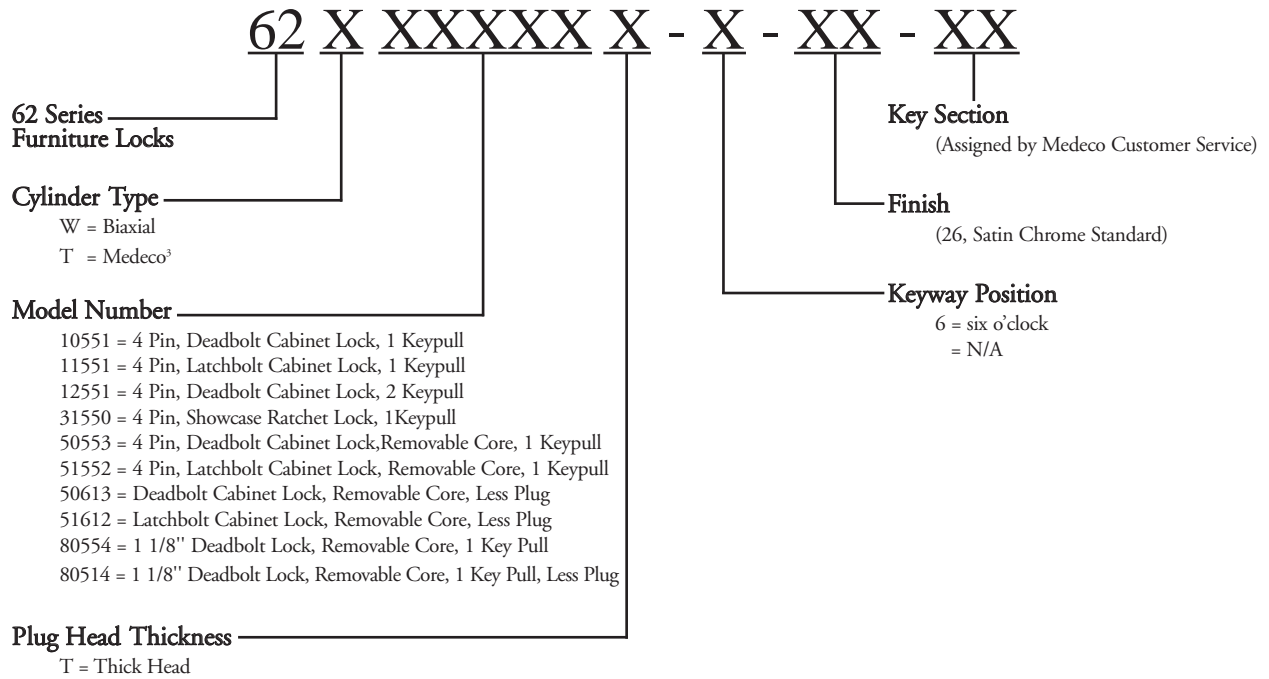 62 X XXXXX X - X - XX - XX
62 Series
Furniture Locks
Cylinder Type
W = Biaxial
T = Medeco³
Model Number
10551 = 4 Pin, Deadbolt Cabinet Lock, 1 Keypull
11551 = 4 Pin, Latchbolt Cabinet Lock, 1 Keypull
12551 = 4 Pin, Deadbolt Cabinet Lock, 2 Keypull
31550 = 4 Pin, Showcase Ratchet Lock, 1Keypull
50553 = 4 Pin, Deadbolt Cabinet Lock,Removable Core, 1 Keypull
51552 = 4 Pin, Latchbolt Cabinet Lock, Removable Core, 1 Keypull
50613 = Deadbolt Cabinet Lock, Removable Core, Less Plug
51612 = Latchbolt Cabinet Lock, Removable Core, Less Plug
80554 = 1 1/8" Deadbolt Lock, Removable Core, 1 Key Pull
80514 = 1 1/8" Deadbolt Lock, Removable Core, 1 Key Pull, Less Plug
Plug Head Thickness
T = Thick Head
Key Section
(Assigned by Medeco Customer Service)
Finish
(26, Satin Chrome Standard)
Keyway Position
6 = six o’clock
= N/A